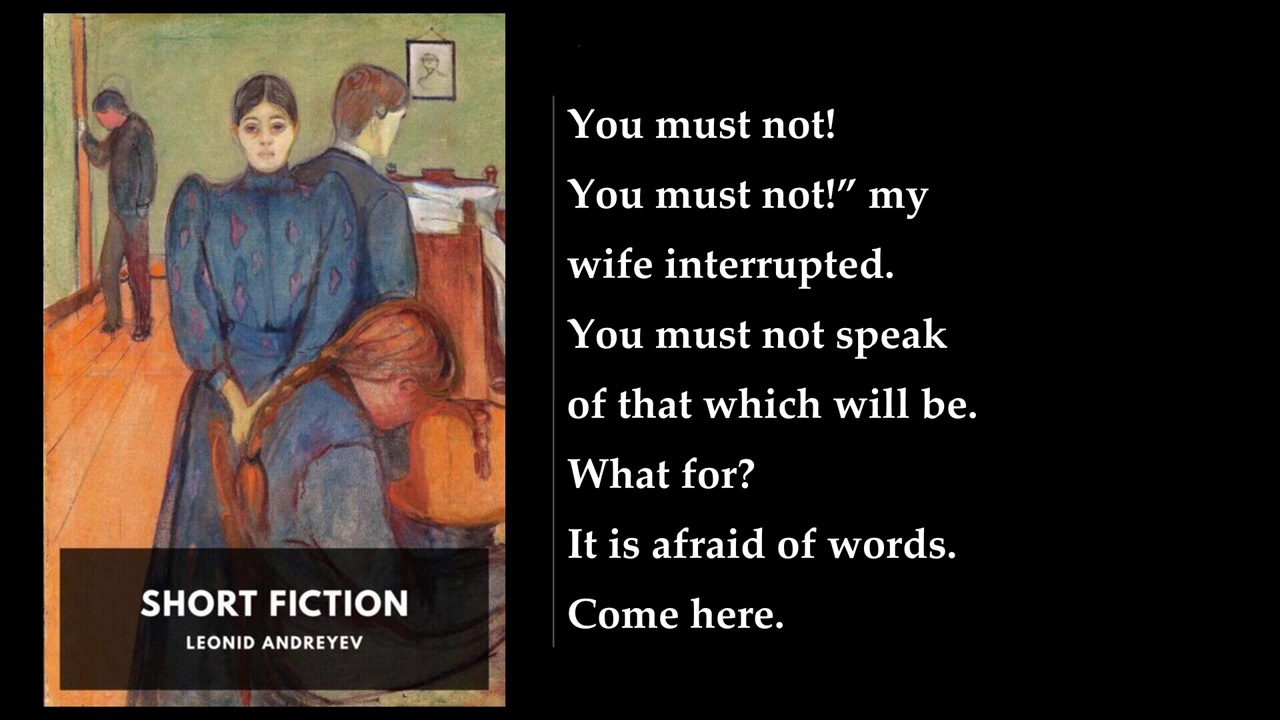 SHORT FICTION
LEONID ANDREYEV
You must not!
You must not!” my
wife interrupted.
You must not speak
of that which will be.
What for?
It is afraid of words.
Come here.